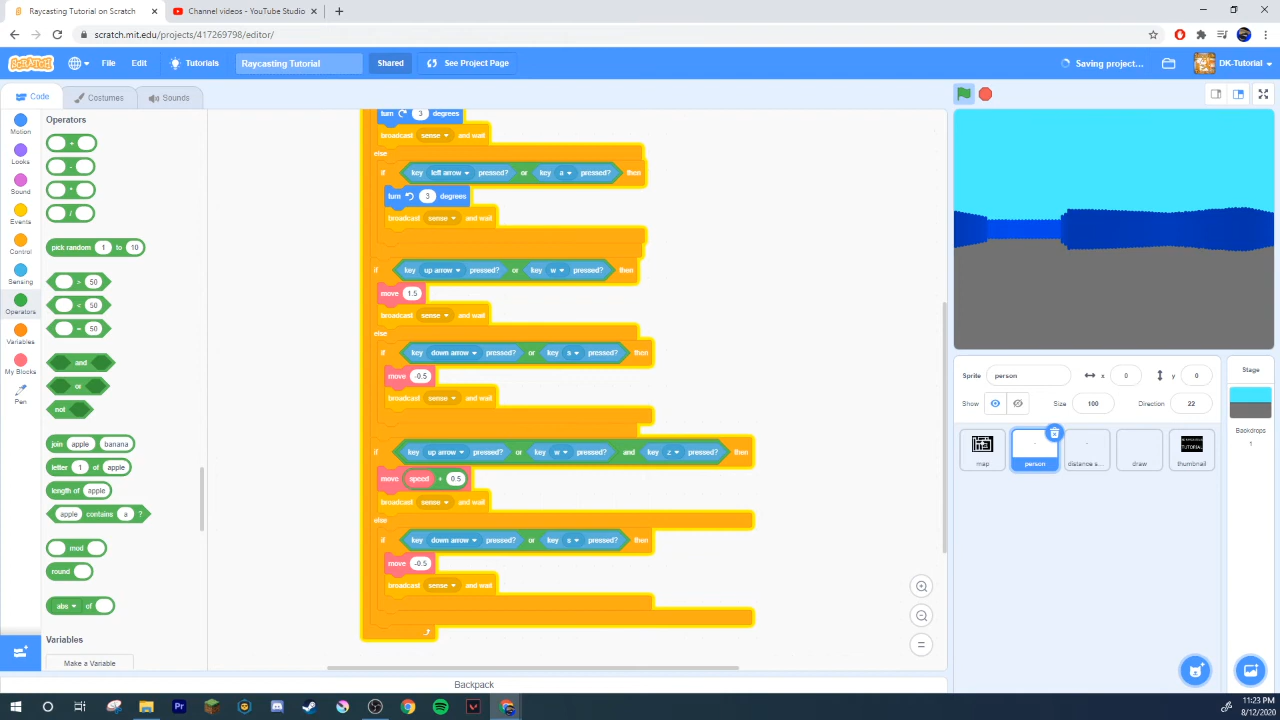 Raycasting Tutorial on Scratch
Channel videos - YouTube Studio
scratch.mit.edu/projects/417269798/editor/
SCRATCH
File
Edit
Tutorials
Raycasting Tutorial
Shared
See Project Page
Saving project...
DK-Tutorial
Code
Costumes
Sounds
Motion
Looks
Sound
Events
Control
Sensing
Operators
Variables
My Blocks
Pen
Operators
+
-
*
/
pick random 1 to 10
> 50
< 50
= 50
and
or
not
join apple banana
letter 1 of apple
length of apple
apple contains a ?
mod
round
abs of
Variables
Make a Variable
turn 3 degrees
broadcast sense and wait
else
if key left arrow pressed? or key a pressed? then
turn 3 degrees
broadcast sense and wait
if key up arrow pressed? or key w pressed? then
move 1.5
broadcast sense and wait
else
if key down arrow pressed? or key s pressed? then
move -0.5
broadcast sense and wait
if key up arrow pressed? or key w pressed? and key z pressed? then
move speed + 0.5
broadcast sense and wait
else
if key down arrow pressed? or key s pressed? then
move -0.5
broadcast sense and wait
Backpack
Sprite person x 0 y 0
Show Size 100 Direction 22
map
person
distance s...
draw
thumbnail
TUTORIAL
Stage
Backdrops
1
11:23 PM
8/12/2020